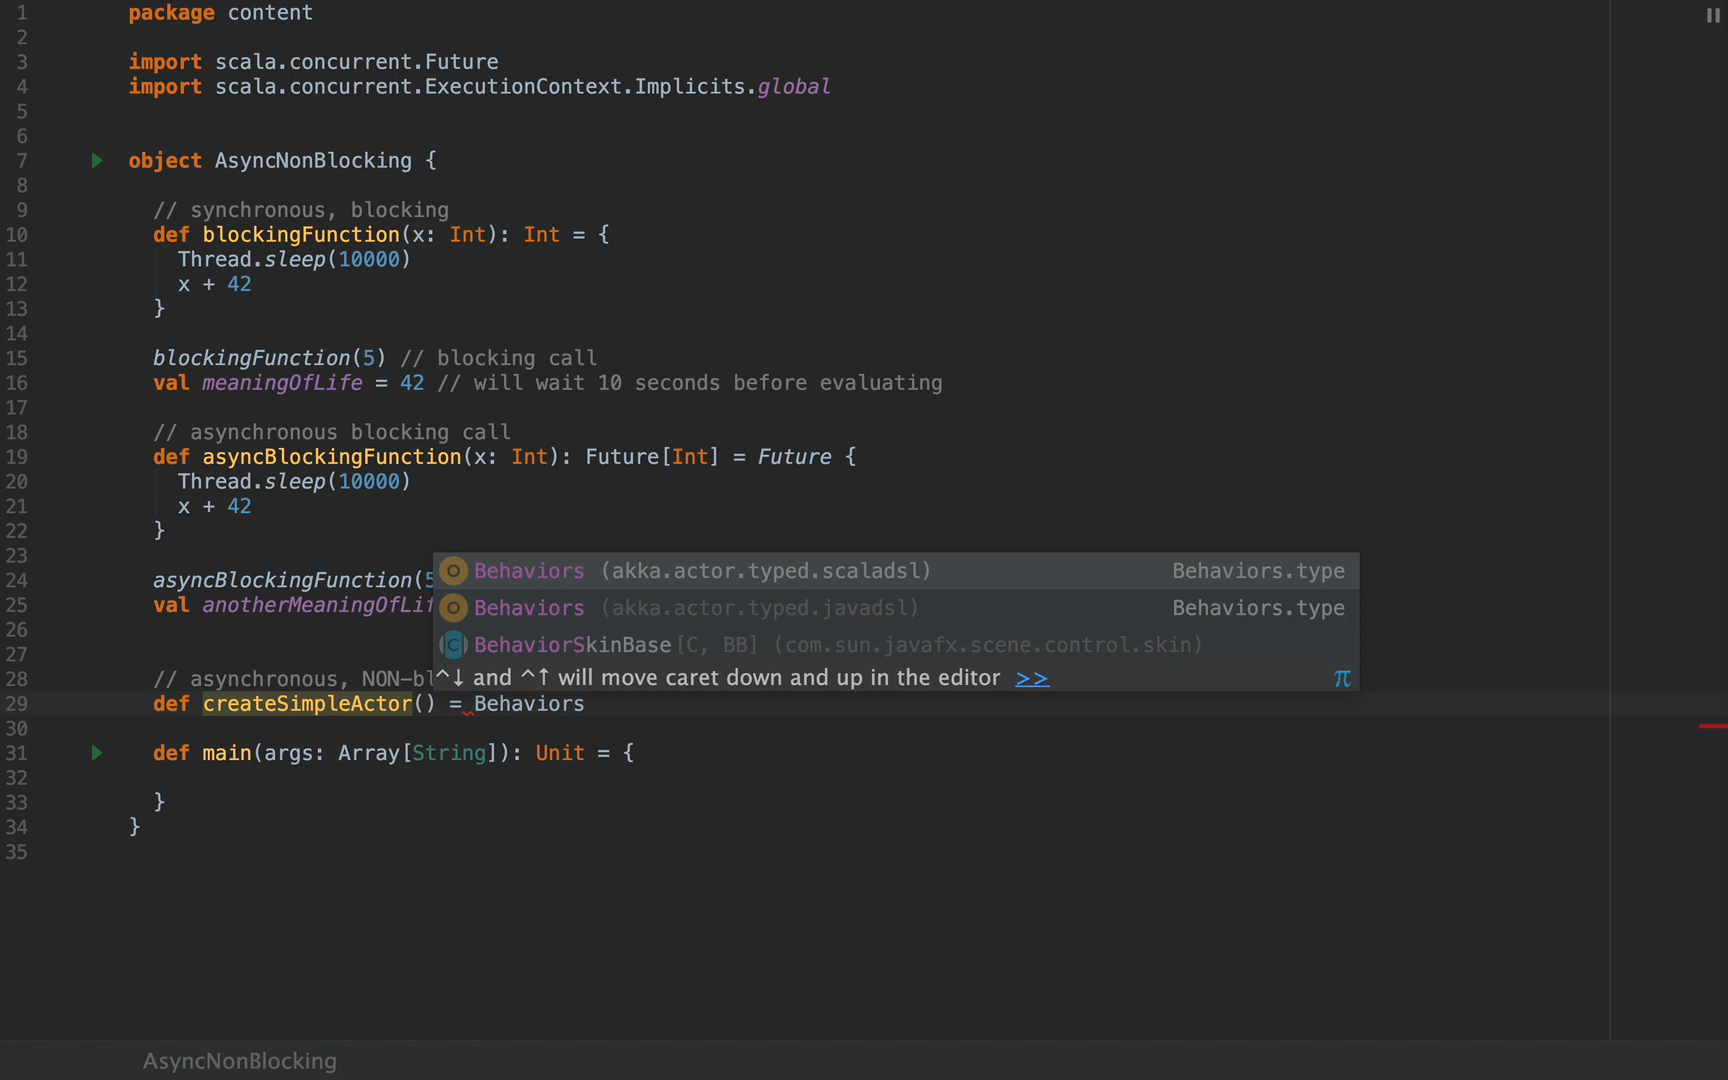 1 package content
2
3 import scala.concurrent.Future
4 import scala.concurrent.ExecutionContext.Implicits.global
5
6
7 object AsyncNonBlocking {
8
9 // synchronous, blocking
10 def blockingFunction(x: Int): Int = {
11 Thread.sleep(10000)
12 x + 42
13 }
14
15 blockingFunction(5) // blocking call
16 val meaningOfLife = 42 // will wait 10 seconds before evaluating
17
18 // asynchronous blocking call
19 def asyncBlockingFunction(x: Int): Future[Int] = Future {
20 Thread.sleep(10000)
21 x + 42
22 }
23
Behaviors (akka.actor.typed.scaladsl) Behaviors.type
24 asyncBlockingFunction(5
25 val anotherMeaningOfLif
Behaviors (akka.actor.typed.javadsl) Behaviors.type
26
BehaviorSkinBase[C, BB] (com.sun.javafx.scene.control.skin)
27
28 // asynchronous, NON-bl
^↓ and ^↑ will move caret down and up in the editor >> π
29 def createSimpleActor() = Behaviors
30
31 def main(args: Array[String]): Unit = {
32
33 }
34 }
35
AsyncNonBlocking